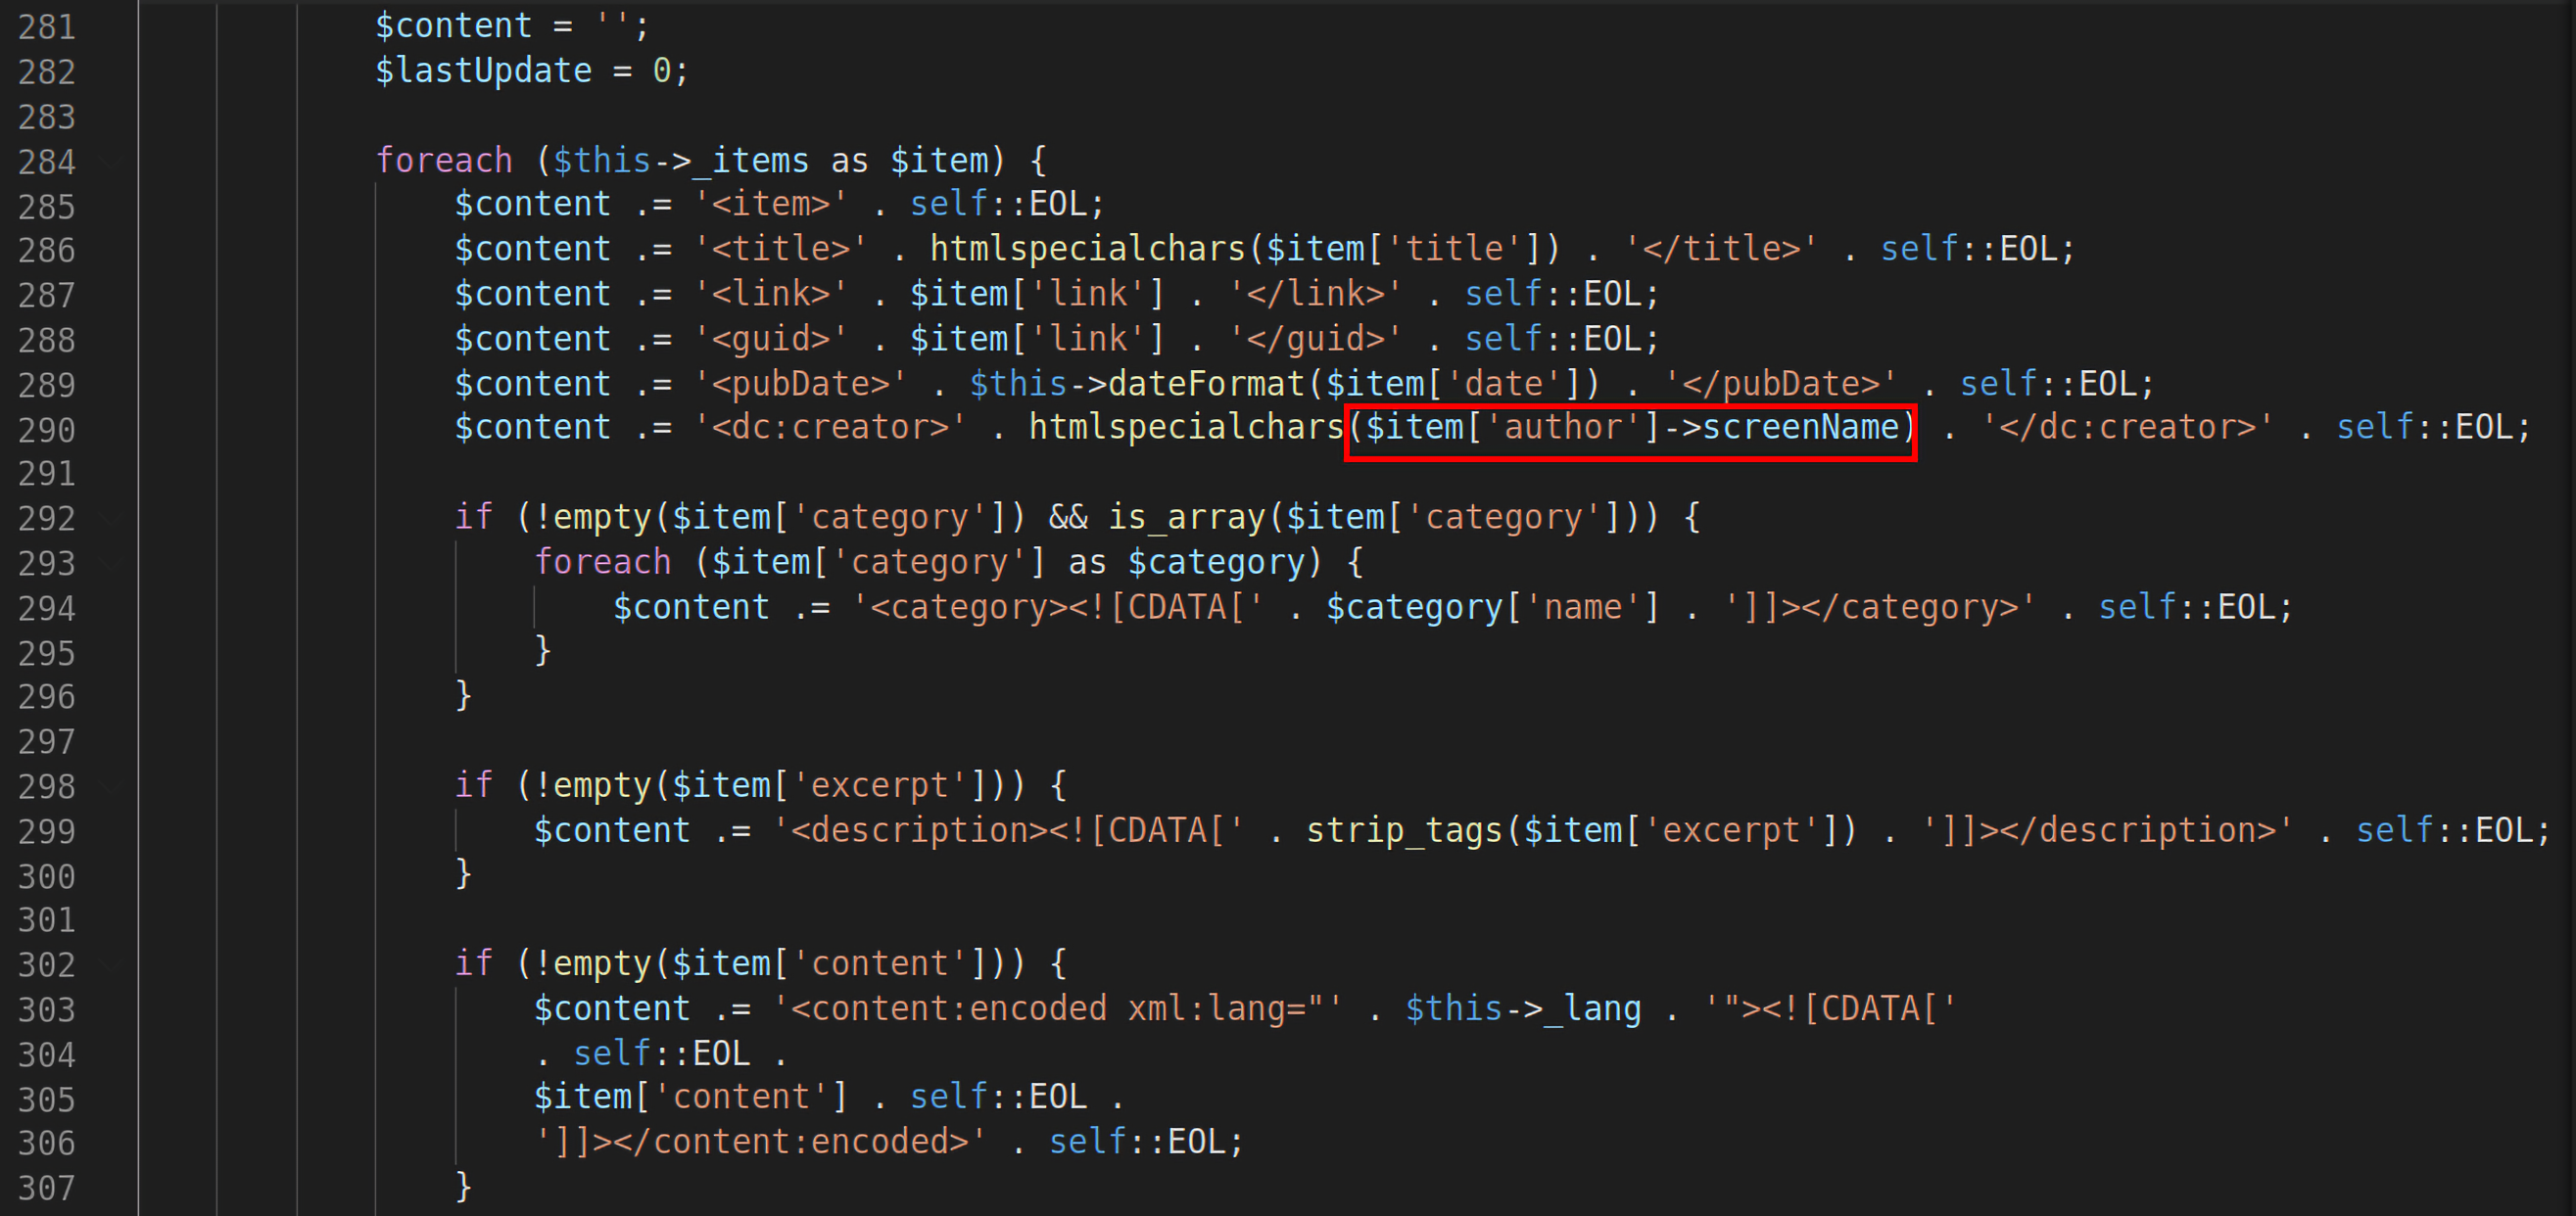 281 $content = '';
282 $lastUpdate = 0;
283
284 foreach ($this->_items as $item) {
285 $content .= '<item>' . self::EOL;
286 $content .= '<title>' . htmlspecialchars($item['title']) . '</title>' . self::EOL;
287 $content .= '<link>' . $item['link'] . '</link>' . self::EOL;
288 $content .= '<guid>' . $item['link'] . '</guid>' . self::EOL;
289 $content .= '<pubDate>' . $this->dateFormat($item['date']) . '</pubDate>' . self::EOL;
290 $content .= '<dc:creator>' . htmlspecialchars($item['author']->screenName) . '</dc:creator>' . self::EOL;
291
292 if (!empty($item['category']) && is_array($item['category'])) {
293 foreach ($item['category'] as $category) {
294 $content .= '<category><![CDATA[' . $category['name'] . ']]></category>' . self::EOL;
295 }
296 }
297
298 if (!empty($item['excerpt'])) {
299 $content .= '<description><![CDATA[' . strip_tags($item['excerpt']) . ']]></description>' . self::EOL;
300 }
301
302 if (!empty($item['content'])) {
303 $content .= '<content:encoded xml:lang="' . $this->_lang . '"><![CDATA['
304 . self::EOL .
305 $item['content'] . self::EOL .
306 ']]></content:encoded>' . self::EOL;
307 }